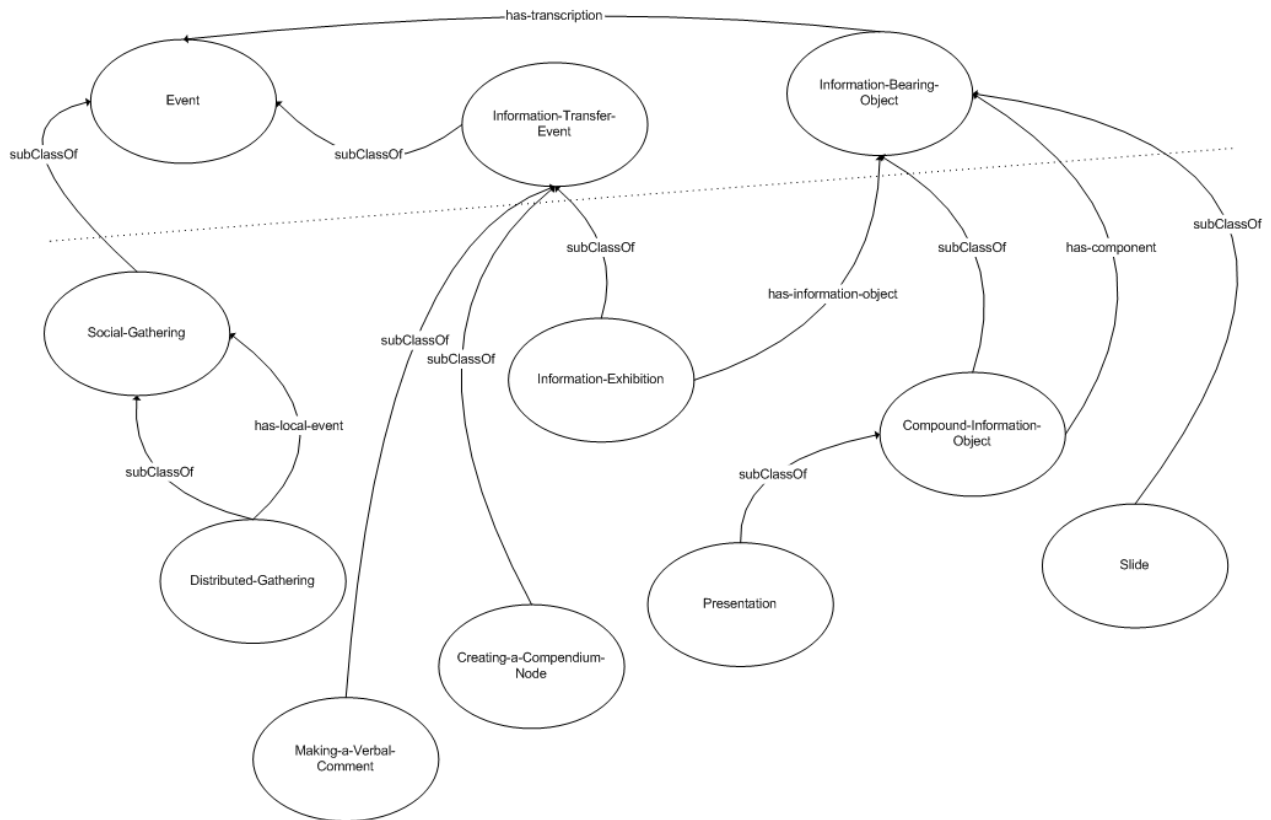 has-transcription
Event
Information-Transfer-
Event
Information-Bearing-
Object
subClassOf
subClassOf
subClassOf
subClassOf
subClassOf
has-component
has-information-object
Social-Gathering
subClassOf
subClassOf
Information-Exhibition
has-local-event
Compound-Information-
Object
subClassOf
subClassOf
Distributed-Gathering
Presentation
Slide
Creating-a-Compendium-
Node
Making-a-Verbal-
Comment